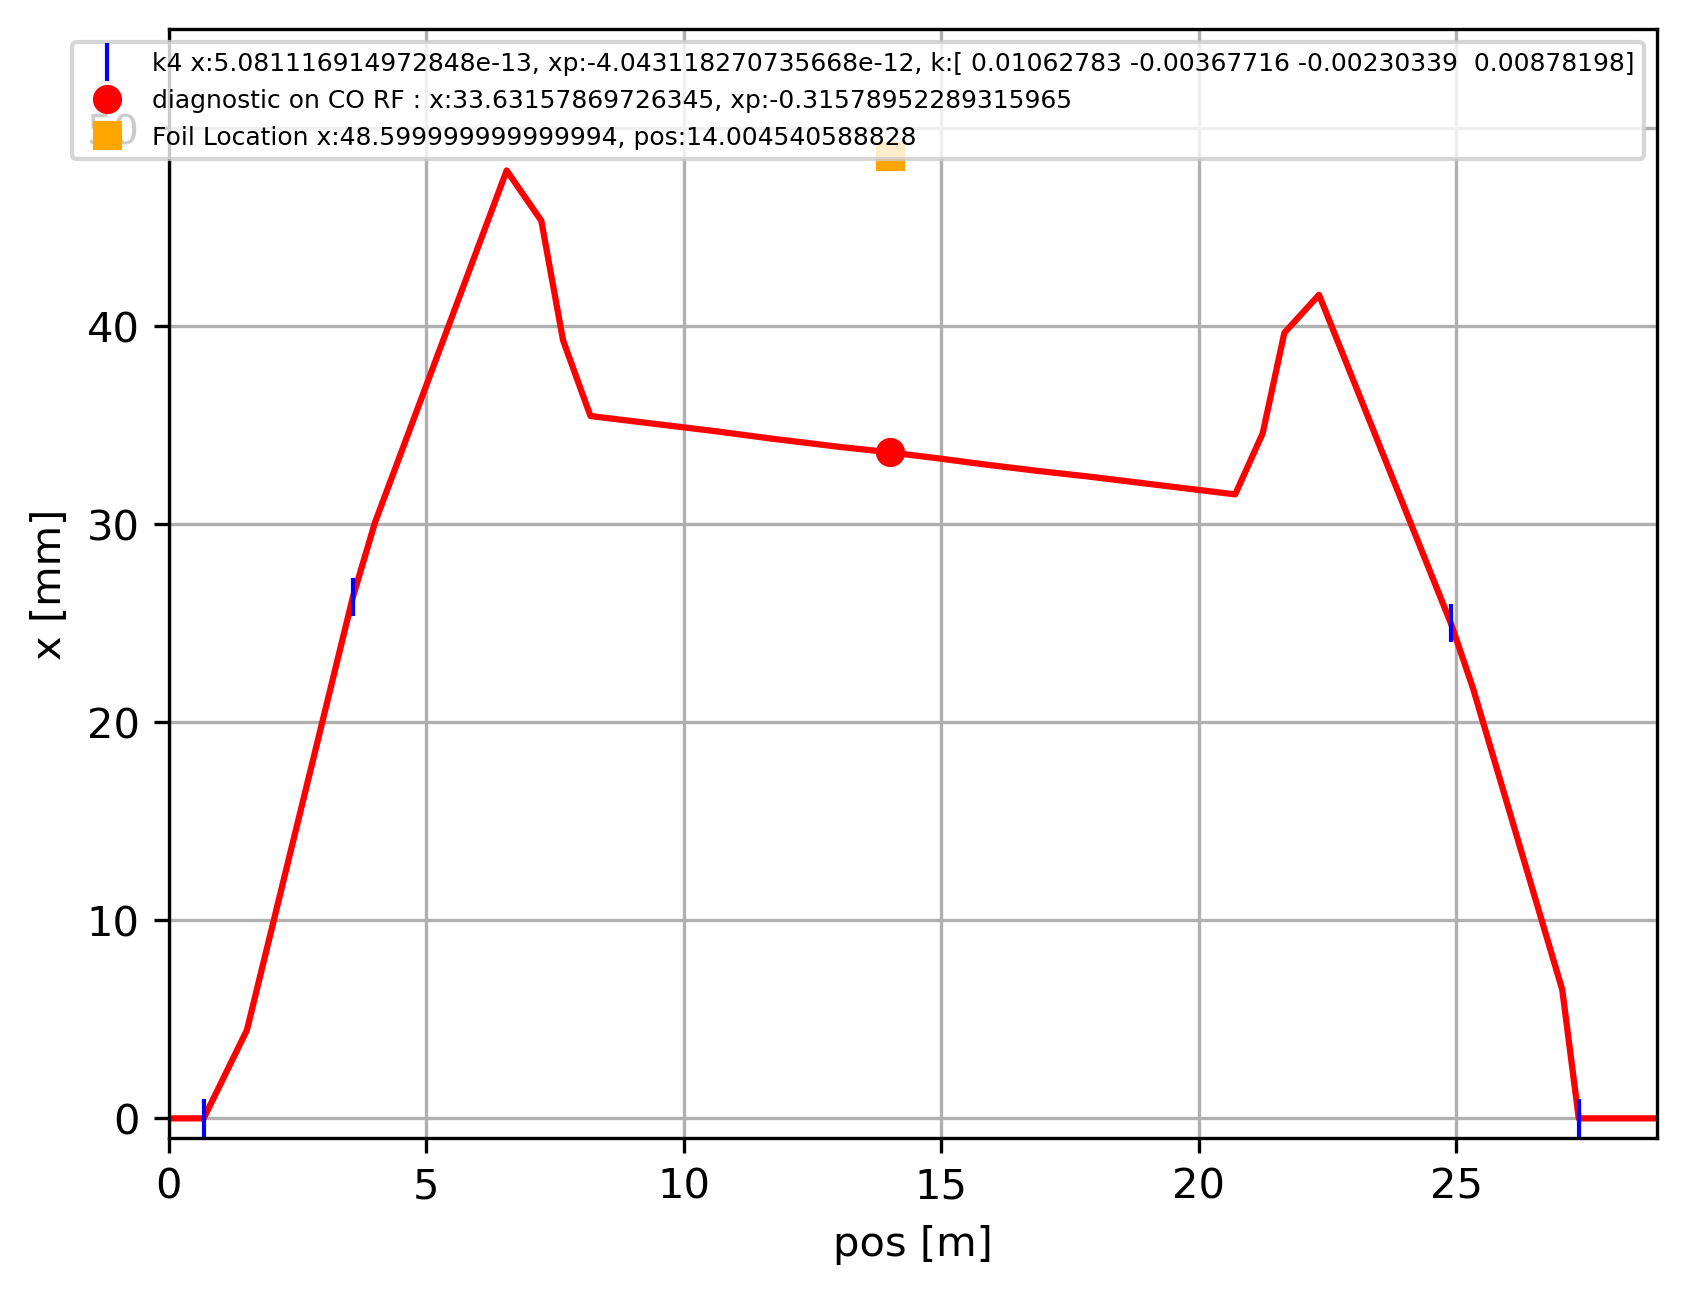 k4 x:5.081116914972848e-13, xp:-4.043118270735668e-12, k:[ 0.01062783 -0.00367716 -0.00230339  0.00878198]
diagnostic on CO RF : x:33.63157869726345, xp:-0.31578952289315965
Foil Location x:48.599999999999994, pos:14.004540588828
50
40
30
20
10
0
x [mm]
0 5 10 15 20 25
pos [m]